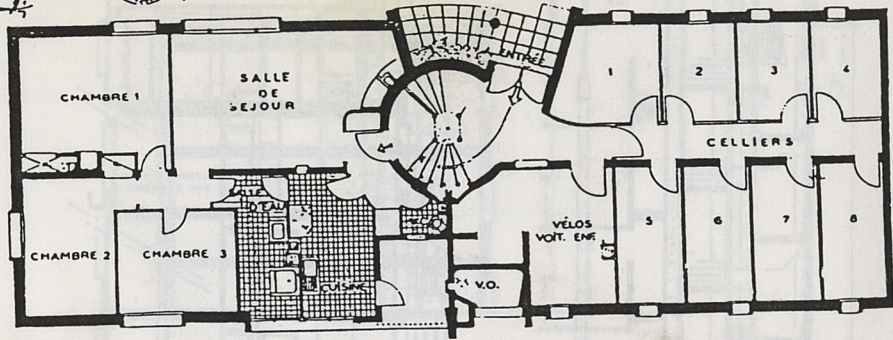 ENTRÉE
CHAMBRE 1
SALLE
DE
SEJOUR
1
2
3
4
CELLIERS
SALLE
D'EAU
CHAMBRE 2
CHAMBRE 3
CUISINE
V.O.
VÉLOS
VOIT. ENF.
5
6
7
8